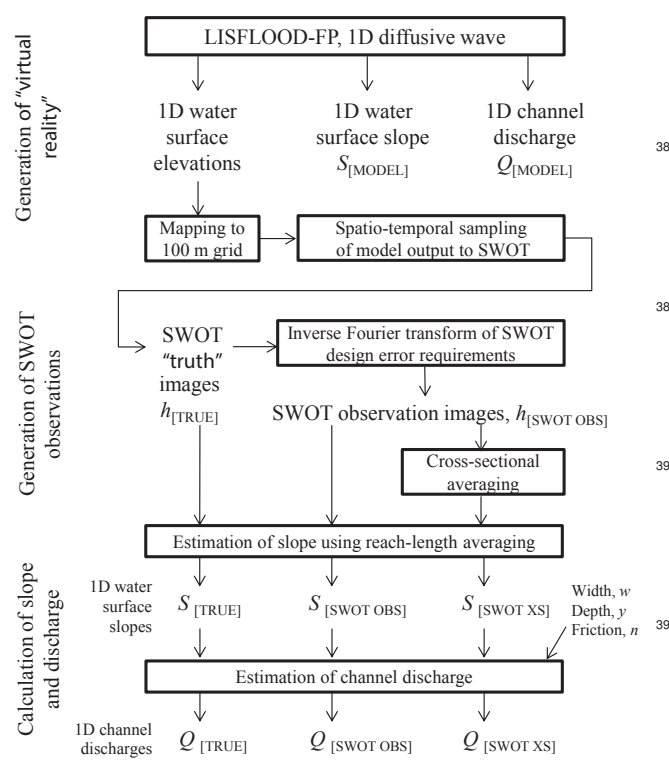 LISFLOOD-FP, 1D diffusive wave
Generation of "virtual
reality"
1D water
surface
elevations
1D water
surface slope
S[MODEL]
1D channel
discharge
Q[MODEL]
38
Mapping to
100 m grid
Spatio-temporal sampling
of model output to SWOT
38
Generation of SWOT
observations
SWOT
"truth"
images
h[TRUE]
Inverse Fourier transform of SWOT
design error requirements
SWOT observation images, h[SWOT OBS]
Cross-sectional
averaging
39
Estimation of slope using reach-length averaging
Calculation of slope
and discharge
1D water
surface
slopes
S [TRUE]
S [SWOT OBS]
S [SWOT XS]
Width, w
Depth, y
Friction, n
39
Estimation of channel discharge
1D channel
discharges
Q [TRUE]
Q [SWOT OBS]
Q [SWOT XS]